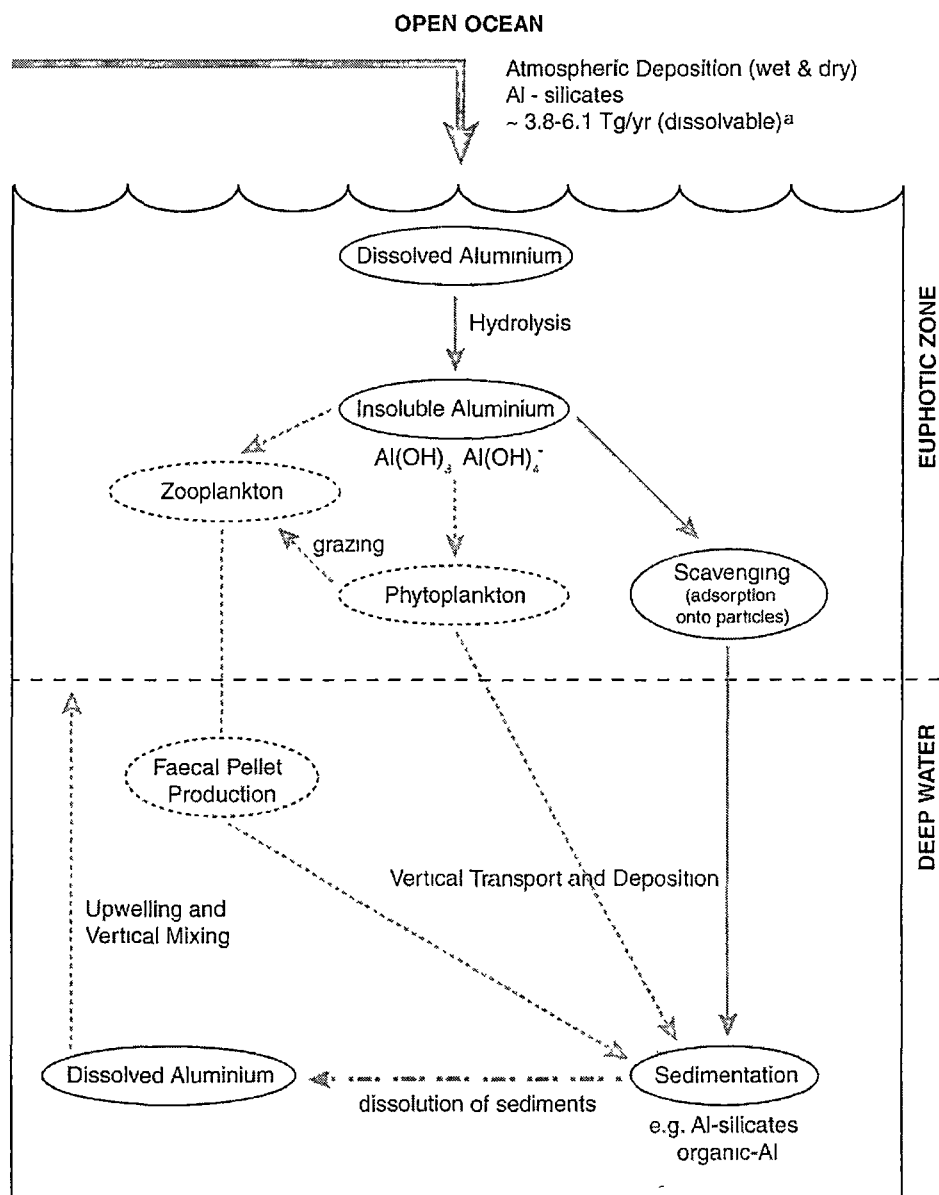 OPEN OCEAN
Atmospheric Deposition (wet & dry)
Al - silicates
~ 3.8-6.1 Tg/yr (dissolvable)a
Dissolved Aluminium
Hydrolysis
EUPHOTIC ZONE
Insoluble Aluminium
Al(OH)3 Al(OH)4-
Zooplankton
grazing
Phytoplankton
Scavenging
(adsorption
onto particles)
Faecal Pellet
Production
DEEP WATER
Vertical Transport and Deposition
Upwelling and
Vertical Mixing
Dissolved Aluminium
dissolution of sediments
Sedimentation
e.g. Al-silicates
organic-Al